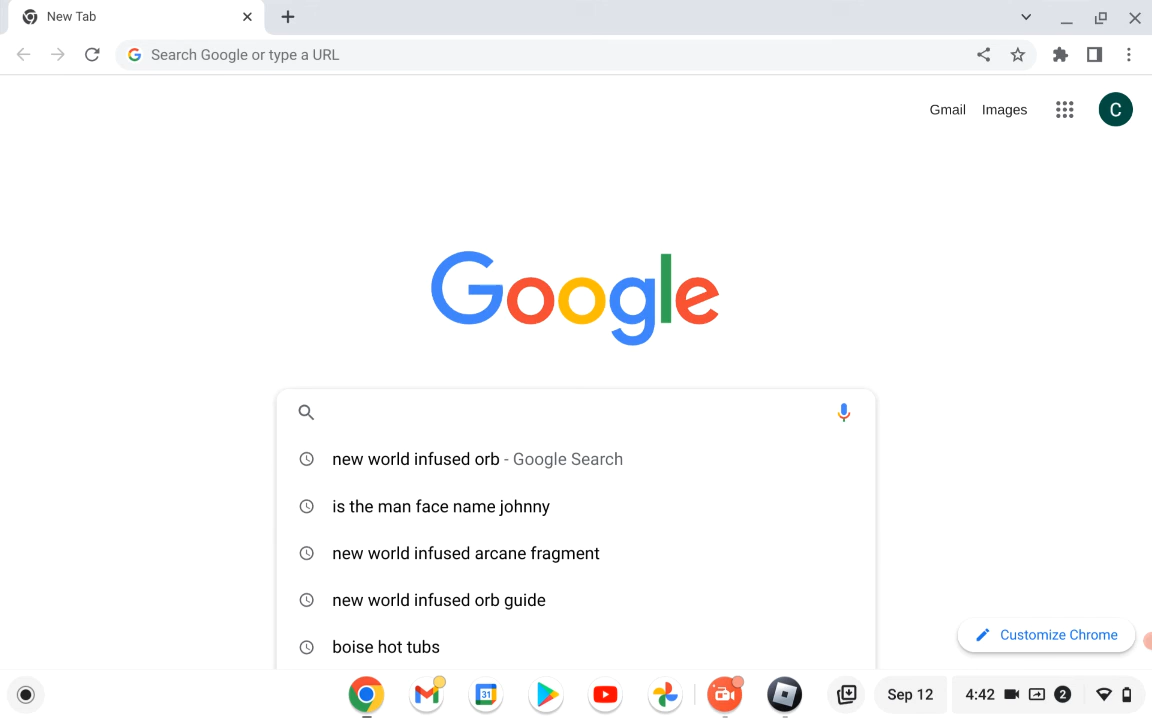 New Tab
Search Google or type a URL
Gmail Images
C
Google
new world infused orb - Google Search
is the man face name johnny
new world infused arcane fragment
new world infused orb guide
boise hot tubs
Customize Chrome
31
Sep 12
4:42
2